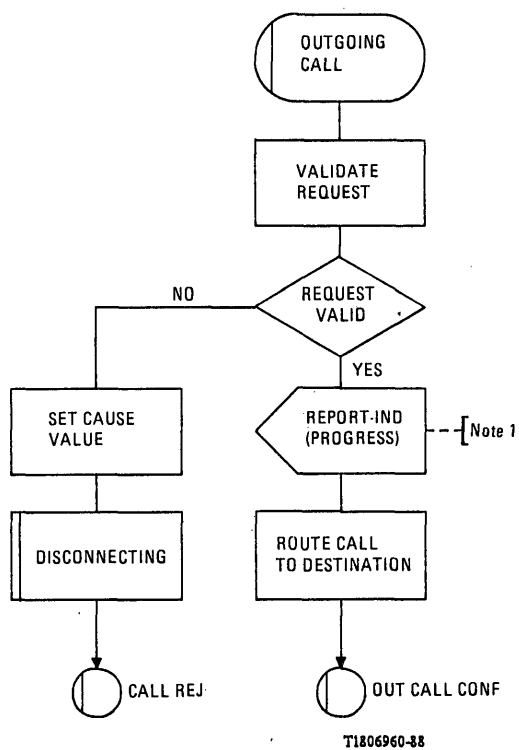 OUTGOING
CALL
VALIDATE
REQUEST
REQUEST
VALID
NO
YES
SET CAUSE
VALUE
REPORT-IND
(PROGRESS)
Note 1
DISCONNECTING
ROUTE CALL
TO DESTINATION
CALL REJ
OUT CALL CONF
T1806960-88